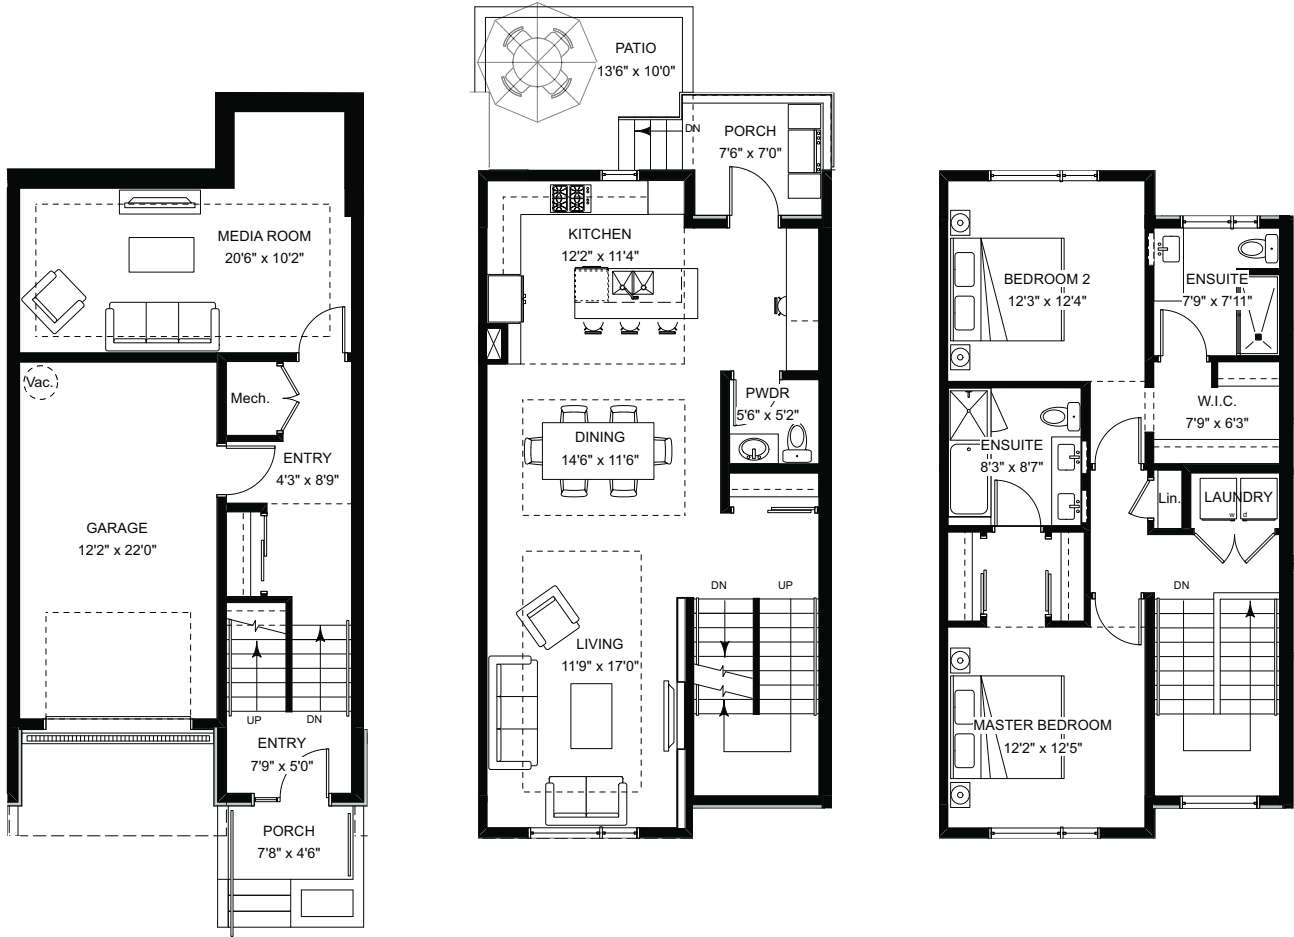 MEDIA ROOM
20'6" x 10'2"
Vac.
Mech.
ENTRY
4'3" x 8'9"
GARAGE
12'2" x 22'0"
UP
DN
ENTRY
7'9" x 5'0"
PORCH
7'8" x 4'6"
PATIO
13'6" x 10'0"
DN
PORCH
7'6" x 7'0"
KITCHEN
12'2" x 11'4"
PWDR
5'6" x 5'2"
DINING
14'6" x 11'6"
DN
UP
LIVING
11'9" x 17'0"
BEDROOM 2
12'3" x 12'4"
ENSUITE
7'9" x 7'11"
W.I.C.
7'9" x 6'3"
ENSUITE
8'3" x 8'7"
Lin.
LAUNDRY
w
d
DN
MASTER BEDROOM
12'2" x 12'5"